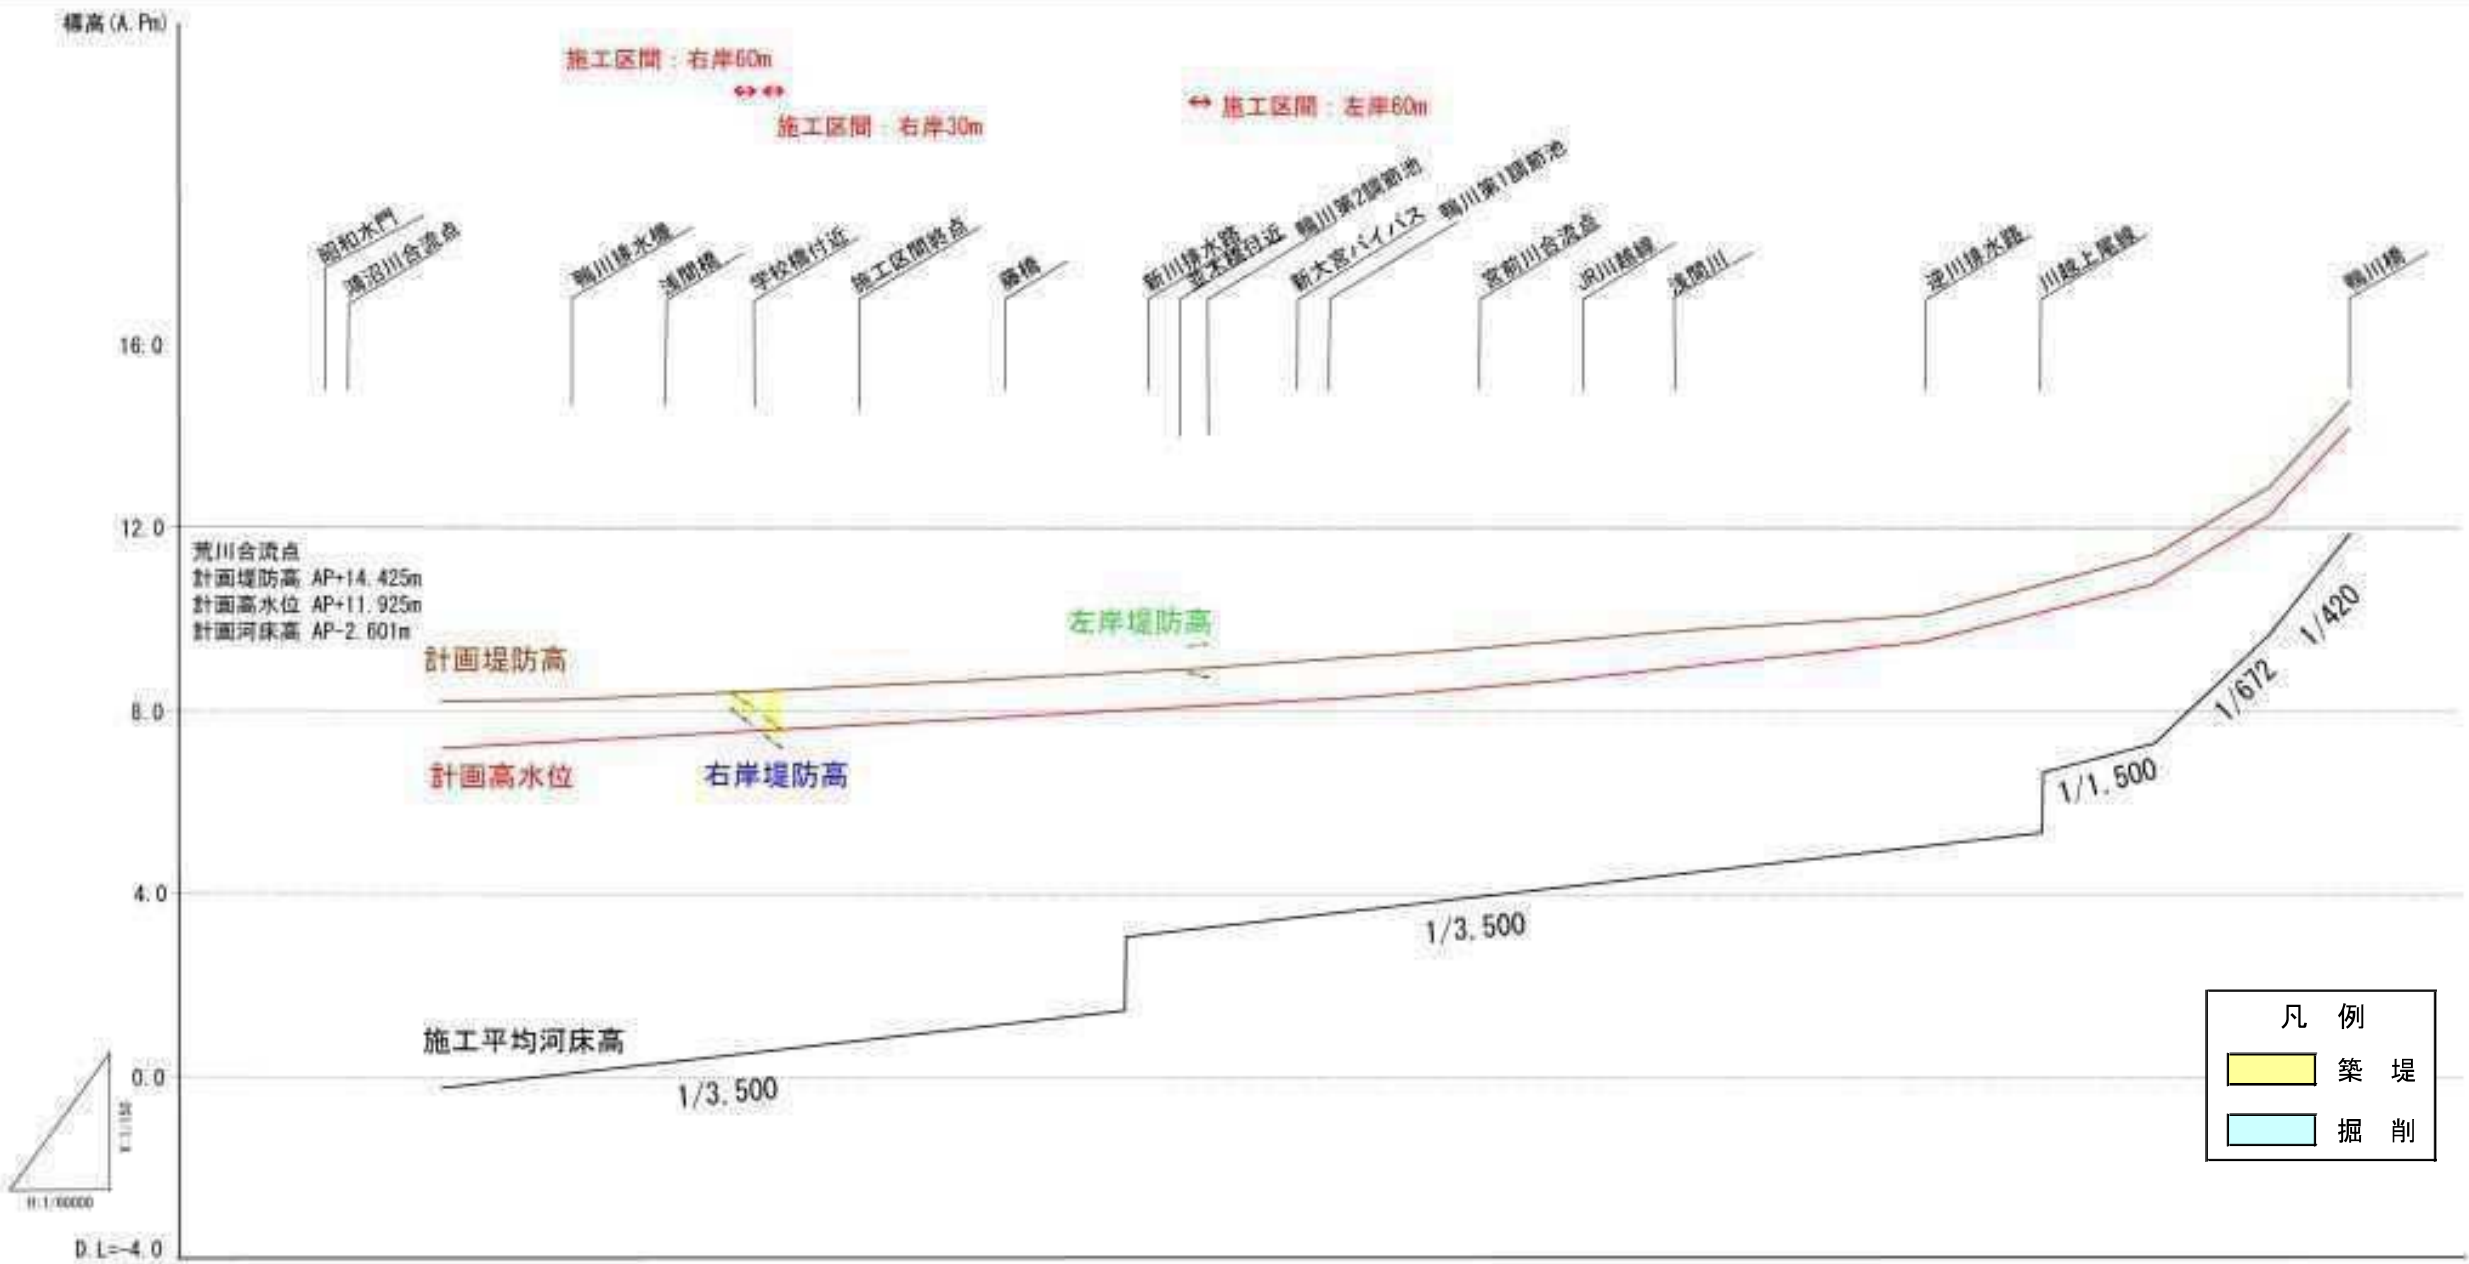 標高(A.Pm)
施工区間：右岸60m
施工区間：右岸30m
施工区間：左岸60m
昭和水門
鴻沼川合流点
鴨川排水機
浅間橋
学校橋付近
施工区間終点
藤橋
新川排水路
並木橋付近
鴨川第2調節池
新大宮バイパス
鴨川第1調節池
宮前川合流点
JR川越線
浅間川
逆川排水路
川越上尾線
鴨川橋
16.0
12.0
荒川合流点
計画堤防高 AP+14.425m
計画高水位 AP+11.925m
計画河床高 AP-2.601m
計画堤防高
左岸堤防高
8.0
計画高水位
右岸堤防高
1/420
1/672
1/1,500
4.0
1/3,500
施工平均河床高
0.0
1/3,500
V:1/150
H:1/60000
D.L=-4.0
凡 例
築 堤
掘 削